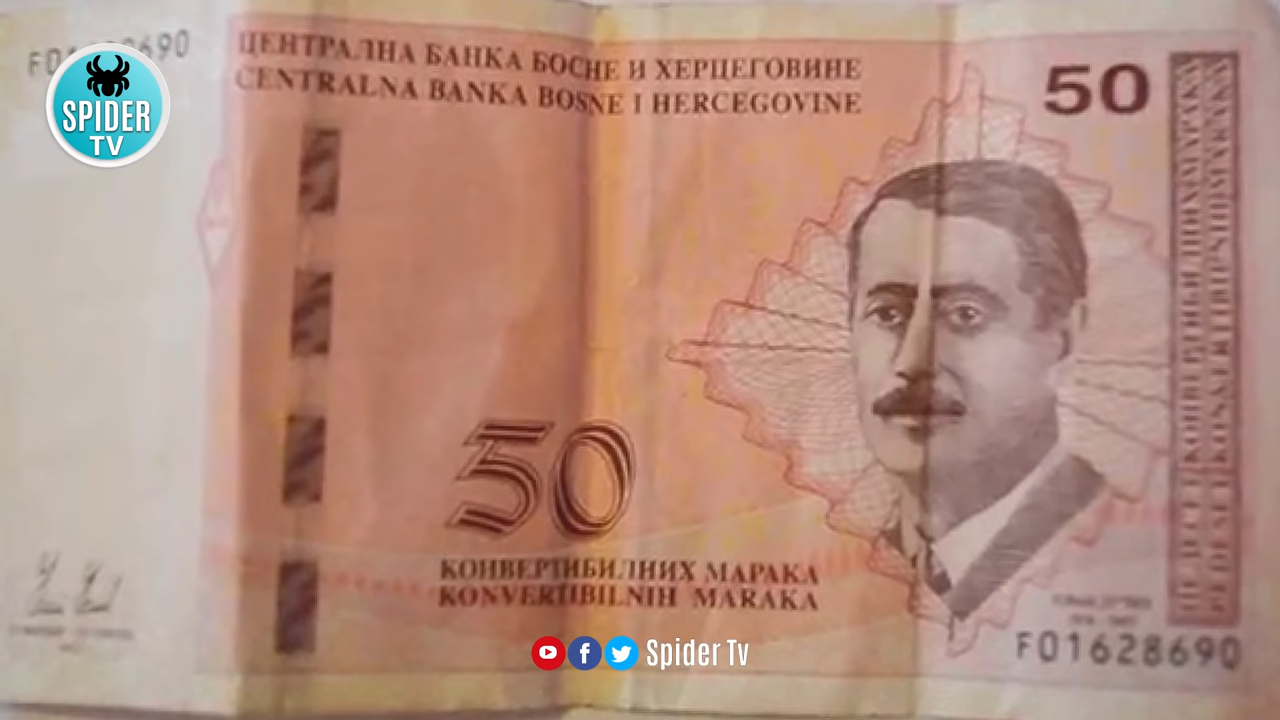 ЦЕНТРАЛНА БАНКА БОСНЕ И ХЕРЦЕГОВИНЕ
CENTRALNA BANKA BOSNE I HERCEGOVINE
50
SPIDER
TV
50
КОНВЕРТИБИЛНИХ МАРАКА
KONVERTIBILNIH MARAKA
F01628690
Spider Tv